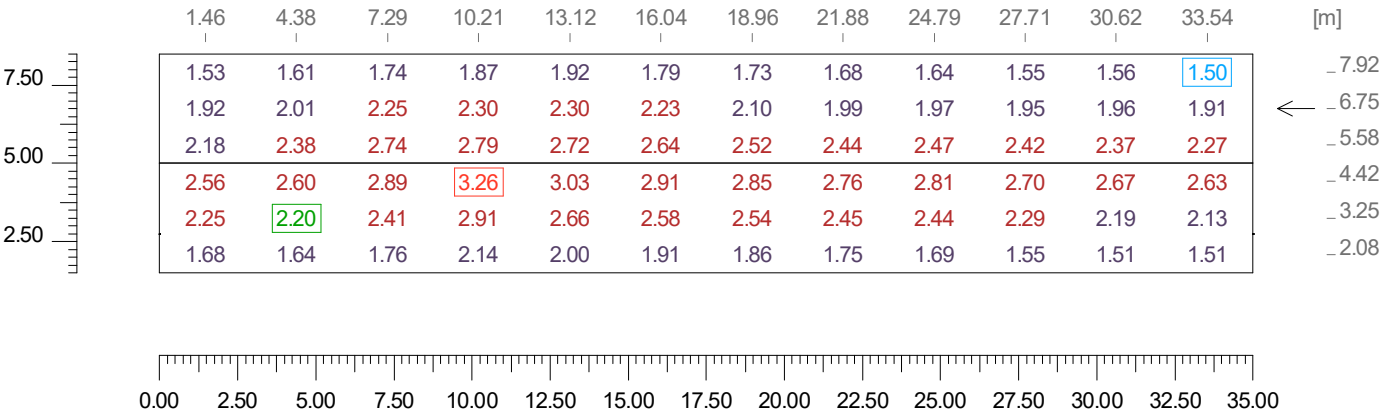 1.46 4.38 7.29 10.21 13.12 16.04 18.96 21.88 24.79 27.71 30.62 33.54 [m]
7.50 1.53 1.61 1.74 1.87 1.92 1.79 1.73 1.68 1.64 1.55 1.56 1.50 7.92
1.92 2.01 2.25 2.30 2.30 2.23 2.10 1.99 1.97 1.95 1.96 1.91 6.75
5.00 2.18 2.38 2.74 2.79 2.72 2.64 2.52 2.44 2.47 2.42 2.37 2.27 5.58
2.56 2.60 2.89 3.26 3.03 2.91 2.85 2.76 2.81 2.70 2.67 2.63 4.42
2.50 2.25 2.20 2.41 2.91 2.66 2.58 2.54 2.45 2.44 2.29 2.19 2.13 3.25
1.68 1.64 1.76 2.14 2.00 1.91 1.86 1.75 1.69 1.55 1.51 1.51 2.08
0.00 2.50 5.00 7.50 10.00 12.50 15.00 17.50 20.00 22.50 25.00 27.50 30.00 32.50 35.00